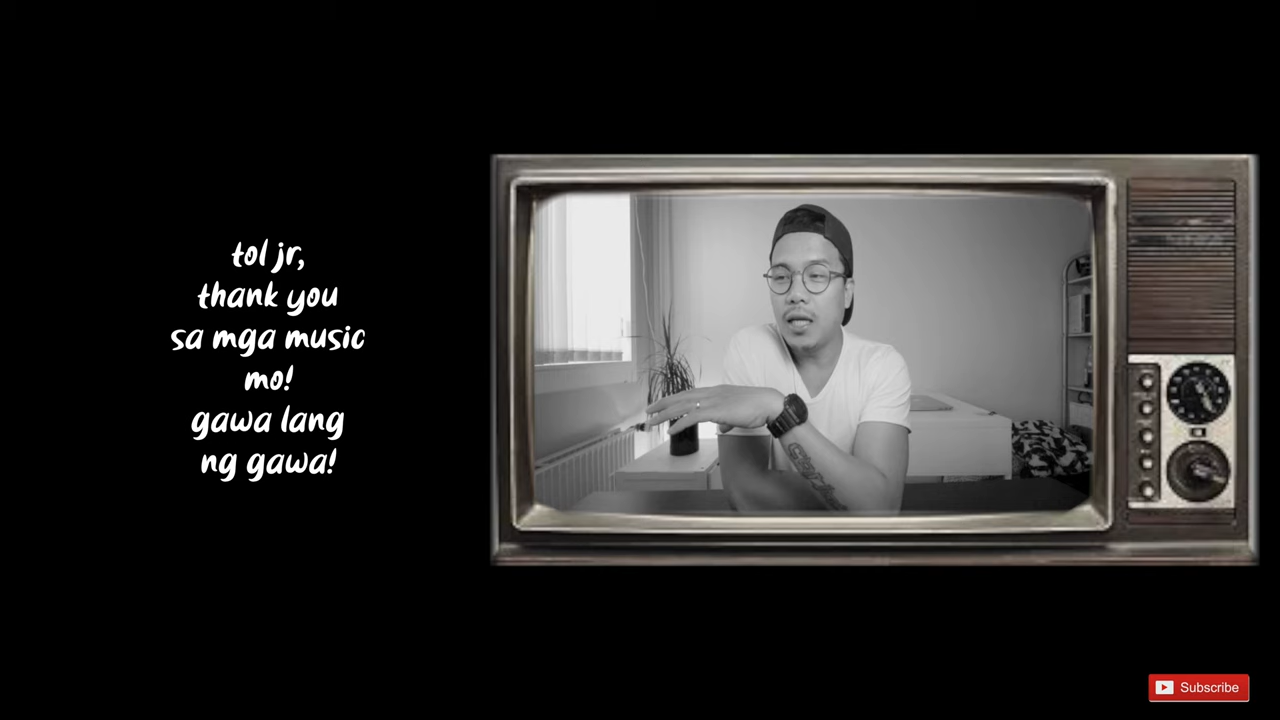 tol jr,
thank you
sa mga music
mo!
gawa lang
ng gawa!
Subscribe